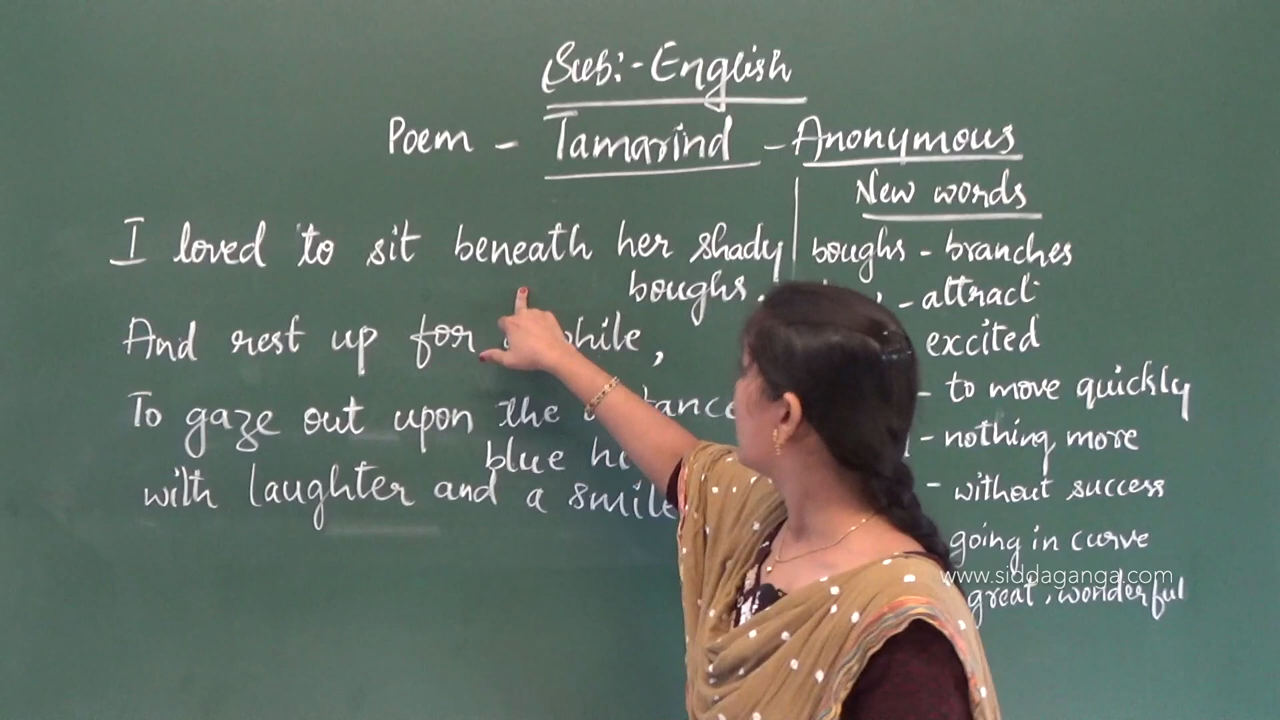 Sub:- English
Poem - Tamarind - Anonymous
New words
I loved to sit beneath her shady
boughs.
And rest up for while,
To gaze out upon the
blue
with laughter and a smile
boughs - branches
- attract
excited
- to move quickly
- nothing more
- without success
going in curve
great, wonderful
www.siddaganga.com